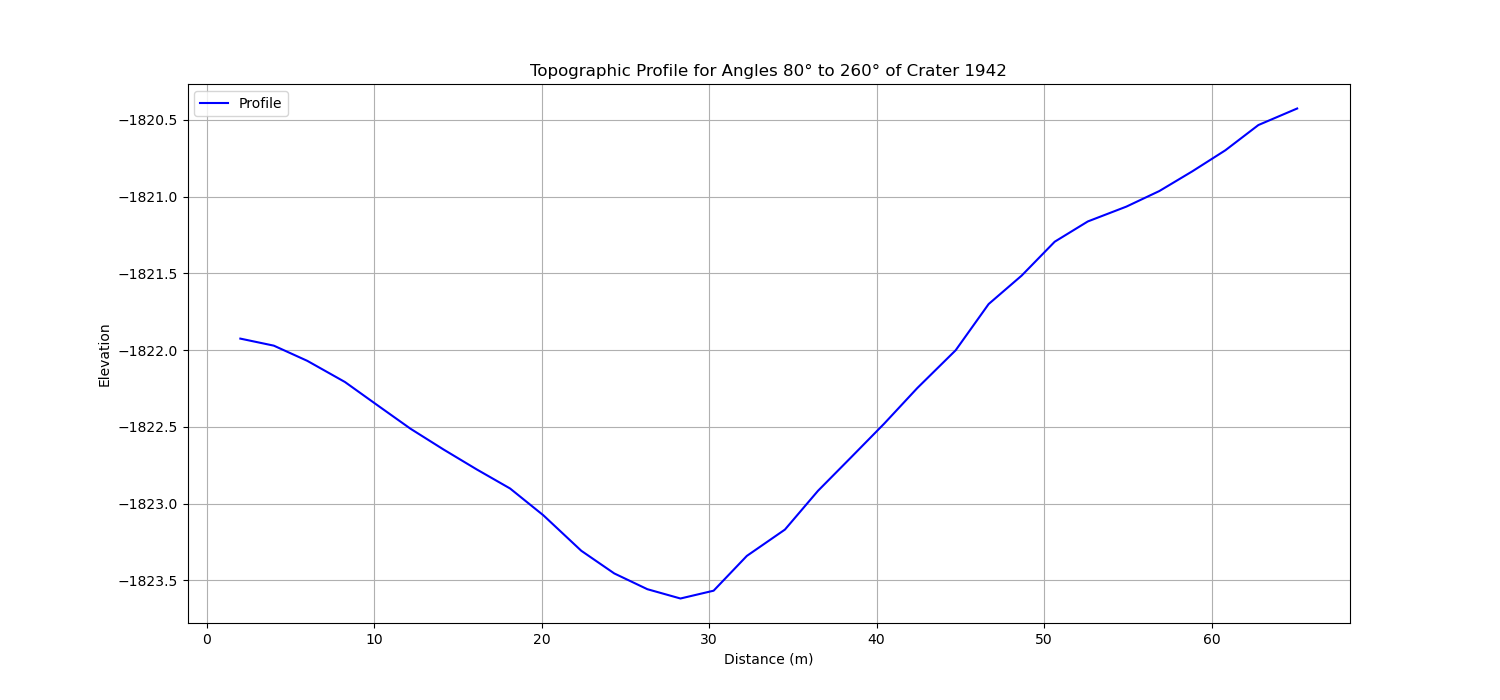 Topographic Profile for Angles 80° to 260° of Crater 1942
Profile
−1820.5
−1821.0
−1821.5
−1822.0
−1822.5
−1823.0
−1823.5
Elevation
0 10 20 30 40 50 60
Distance (m)